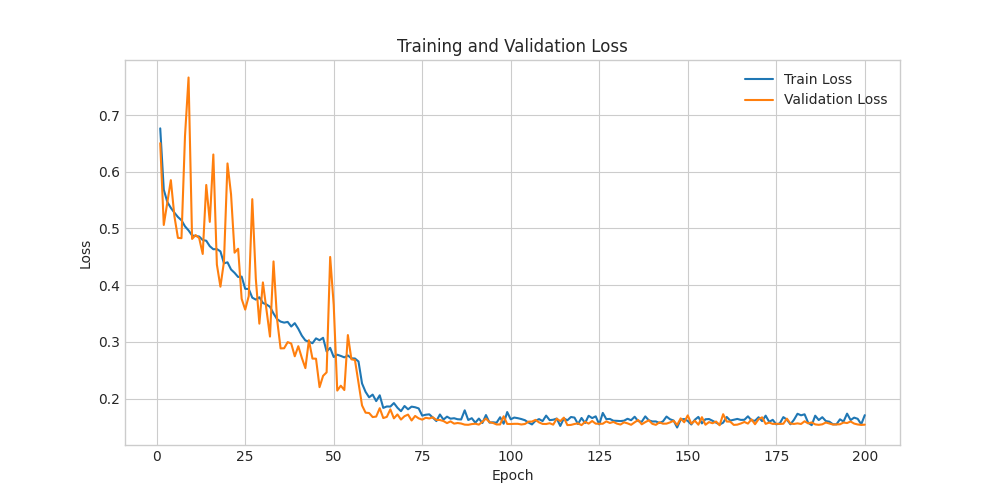 Training and Validation Loss
Train Loss
Validation Loss
0.7
0.6
0.5
0.4
0.3
0.2
Loss
0 25 50 75 100 125 150 175 200
Epoch